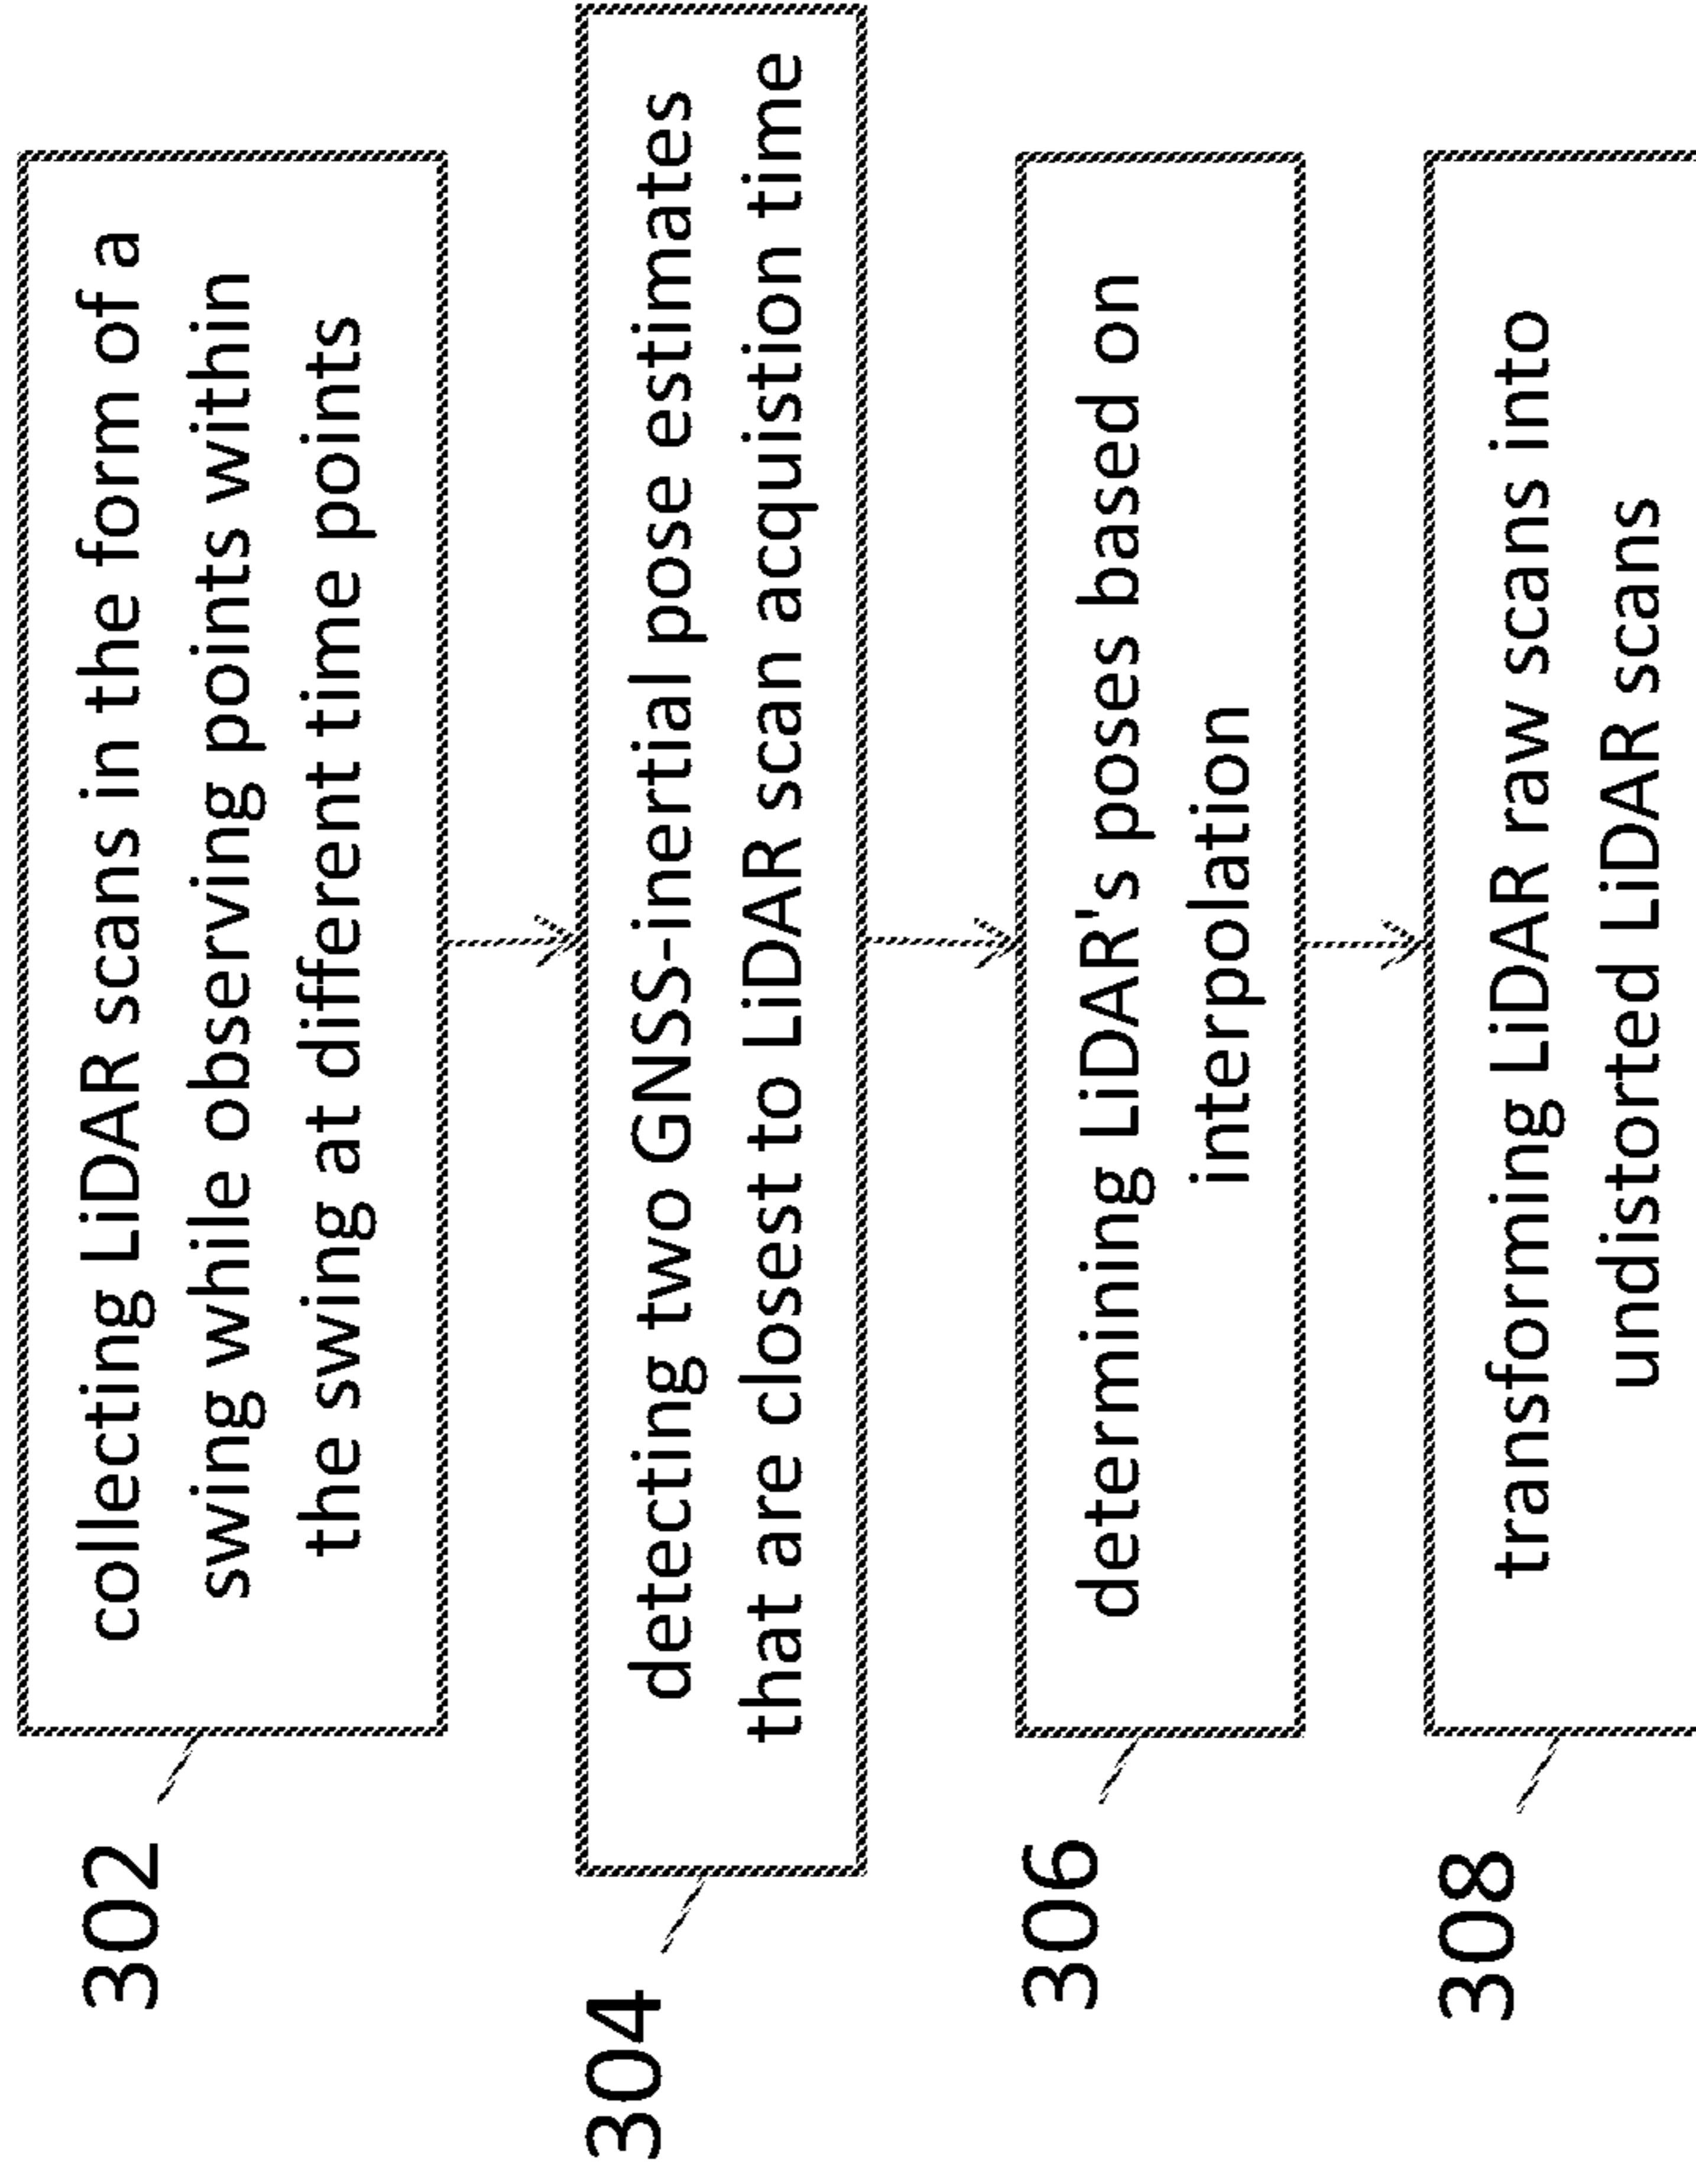 302
collecting LiDAR scans in the form of a
swing while observing points within
the swing at different time points
304
detecting two GNSS-inertial pose estimates
that are closest to LiDAR scan acquistion time
306
determining LiDAR's poses based on
interpolation
308
transforming LiDAR raw scans into
undistorted LiDAR scans